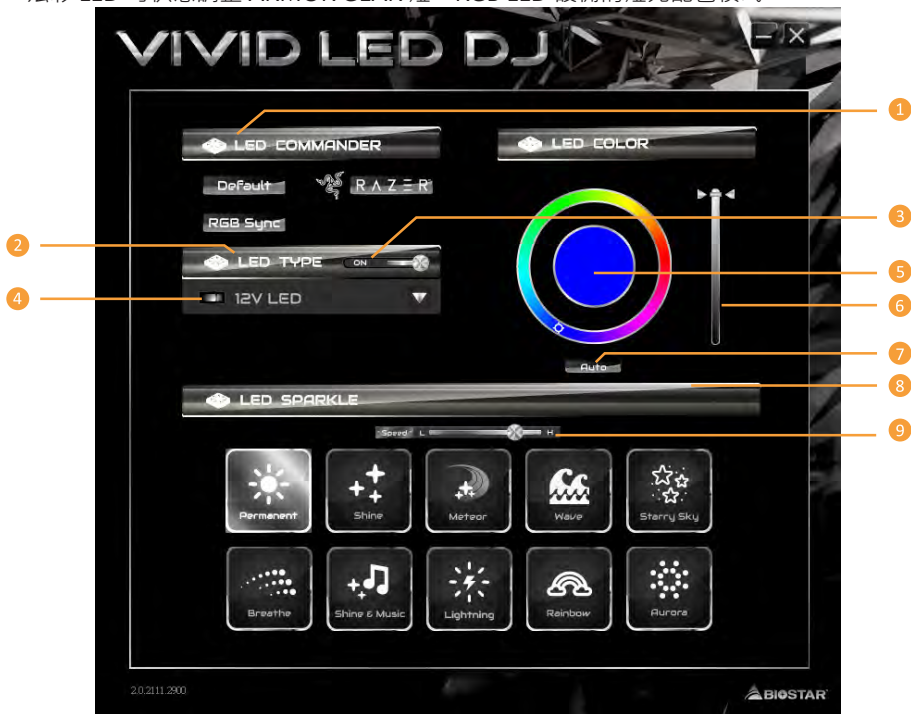 VIVID LED DJ
1
LED COMMANDER
LED COLOR
Default
RAZER
RGB Sync
2
LED TYPE
ON
3
4
12V LED
5
6
Auto
7
8
LED SPARKLE
Speed L H
9
Permanent
Shine
Meteor
Wave
Starry Sky
Breathe
Shine & Music
Lightning
Rainbow
Aurora
2.0.2111.2900
BIOSTAR